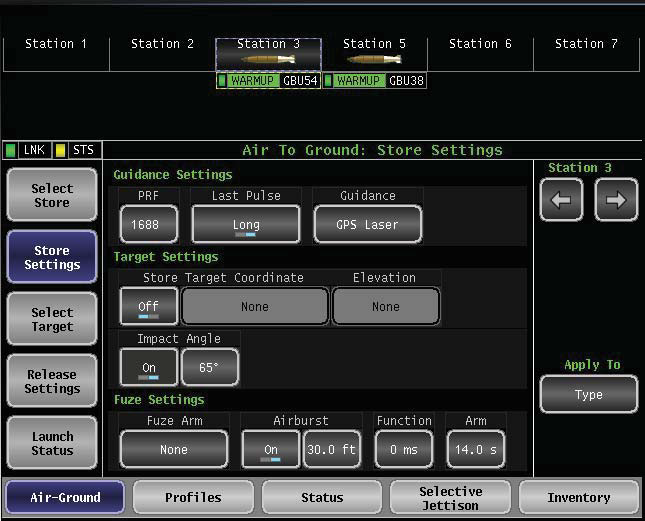 Station 1 Station 2 Station 3 Station 5 Station 6 Station 7
WARMUP GBU54 WARMUP GBU38
LNK STS Air To Ground: Store Settings
Station 3
Select
Store
Store
Settings
Select
Target
Release
Settings
Launch
Status
Guidance Settings
PRF Last Pulse Guidance
1688 Long GPS Laser
Target Settings
Store Target Coordinate Elevation
Off None None
Impact Angle
On 65°
Fuze Settings
Fuze Arm Airburst Function Arm
None On 30.0 ft 0 ms 14.0 s
Apply To
Type
Air-Ground Profiles Status Selective
Jettison Inventory